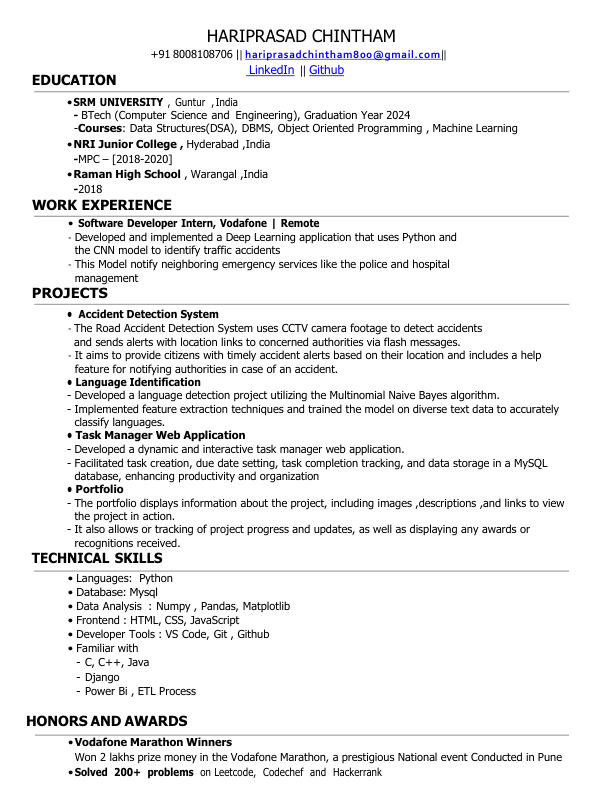 HARIPRASAD CHINTHAM
+91 8008108706 || hariprasadchintham8oo@gmail.com||
LinkedIn || Github
EDUCATION
•SRM UNIVERSITY , Guntur ,India
- BTech (Computer Science and Engineering), Graduation Year 2024
-Courses: Data Structures(DSA), DBMS, Object Oriented Programming , Machine Learning
•NRI Junior College , Hyderabad ,India
-MPC – [2018-2020]
•Raman High School , Warangal ,India
-2018
WORK EXPERIENCE
• Software Developer Intern, Vodafone | Remote
- Developed and implemented a Deep Learning application that uses Python and
the CNN model to identify traffic accidents
- This Model notify neighboring emergency services like the police and hospital
management
PROJECTS
• Accident Detection System
- The Road Accident Detection System uses CCTV camera footage to detect accidents
and sends alerts with location links to concerned authorities via flash messages.
- It aims to provide citizens with timely accident alerts based on their location and includes a help
feature for notifying authorities in case of an accident.
• Language Identification
- Developed a language detection project utilizing the Multinomial Naive Bayes algorithm.
- Implemented feature extraction techniques and trained the model on diverse text data to accurately
classify languages.
• Task Manager Web Application
- Developed a dynamic and interactive task manager web application.
- Facilitated task creation, due date setting, task completion tracking, and data storage in a MySQL
database, enhancing productivity and organization
• Portfolio
- The portfolio displays information about the project, including images ,descriptions ,and links to view
the project in action.
- It also allows or tracking of project progress and updates, as well as displaying any awards or
recognitions received.
TECHNICAL SKILLS
• Languages: Python
• Database: Mysql
• Data Analysis : Numpy , Pandas, Matplotlib
• Frontend : HTML, CSS, JavaScript
• Developer Tools : VS Code, Git , Github
• Familiar with
- C, C++, Java
- Django
- Power Bi , ETL Process
HONORS AND AWARDS
•Vodafone Marathon Winners
Won 2 lakhs prize money in the Vodafone Marathon, a prestigious National event Conducted in Pune
•Solved 200+ problems on Leetcode, Codechef and Hackerrank